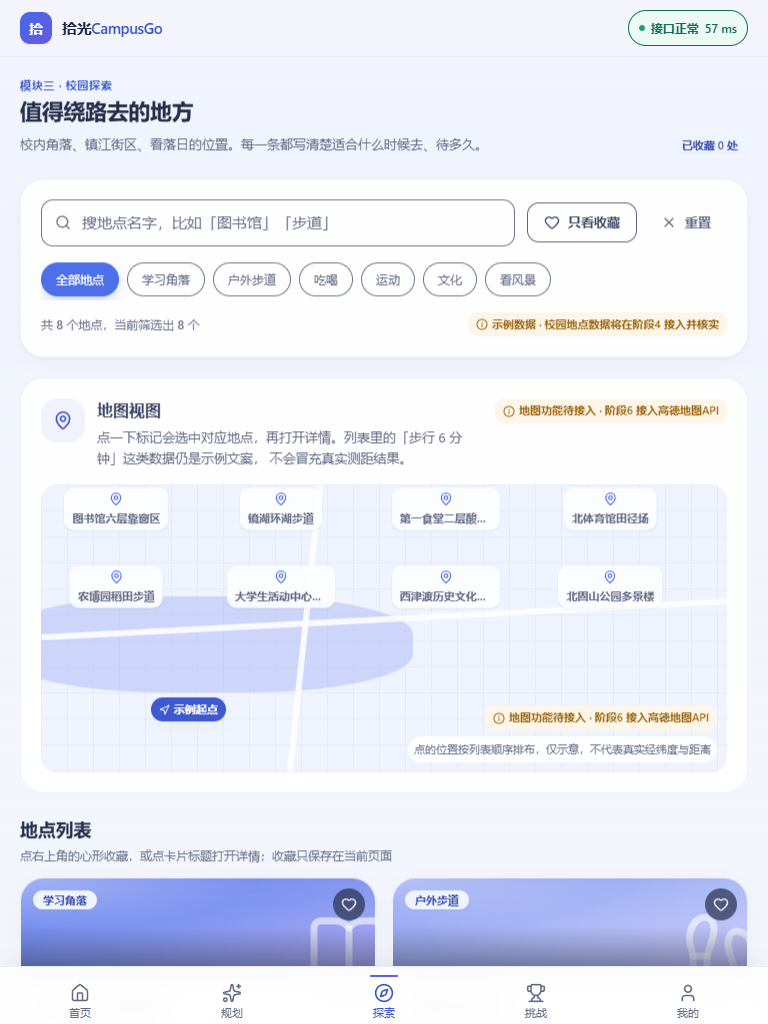 拾 拾光CampusGo
接口正常 57 ms
模块三 · 校园探索
值得绕路去的地方
校内角落、镇江街区、看落日的位置。每一条都写清楚适合什么时候去、待多久。
已收藏 0 处
搜地点名字，比如「图书馆」「步道」
只看收藏
重置
全部地点
学习角落
户外步道
吃喝
运动
文化
看风景
共 8 个地点，当前筛选出 8 个
示例数据 · 校园地点数据将在阶段4 接入并核实
地图视图
地图功能待接入 · 阶段6 接入高德地图API
点一下标记会选中对应地点，再打开详情。列表里的「步行 6 分
钟」这类数据仍是示例文案， 不会冒充真实测距结果。
图书馆六层靠窗区
镜湖环湖步道
第一食堂二层酸...
北体育馆田径场
农博园稻田步道
大学生活动中心...
西津渡历史文化...
北固山公园多景楼
示例起点
地图功能待接入 · 阶段6 接入高德地图API
点的位置按列表顺序排布，仅示意，不代表真实经纬度与距离
地点列表
点右上角的心形收藏，或点卡片标题打开详情；收藏只保存在当前页面
学习角落
户外步道
首页
规划
探索
挑战
我的